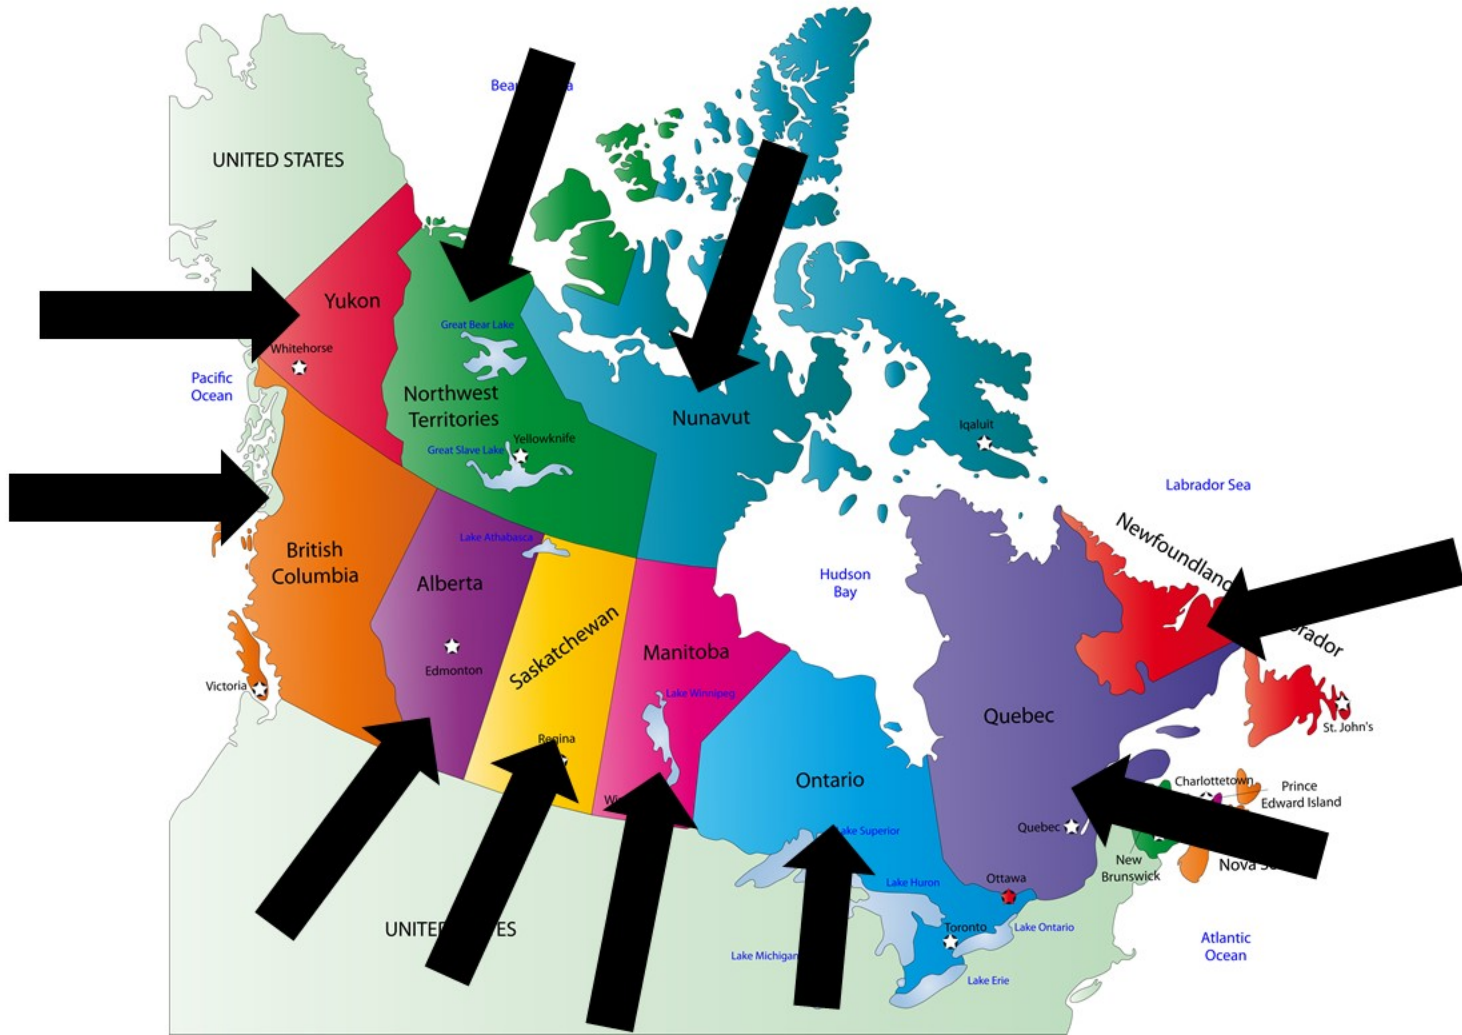 UNITED STATES
Yukon
Whitehorse
Pacific
Ocean
Great Bear Lake
Northwest
Territories
Great Slave Lake
Yellowknife
Nunavut
Iqaluit
Labrador Sea
British
Columbia
Victoria
Lake Athabasca
Alberta
Edmonton
Saskatchewan
Regina
Manitoba
Lake Winnipeg
Hudson
Bay
Ontario
Lake Superior
Lake Huron
Ottawa
Toronto
Lake Ontario
Lake Michigan
Lake Erie
Quebec
Quebec
Newfoundland
St. John's
Charlottetown
Prince
Edward Island
New
Brunswick
Nova
UNITED
Atlantic
Ocean